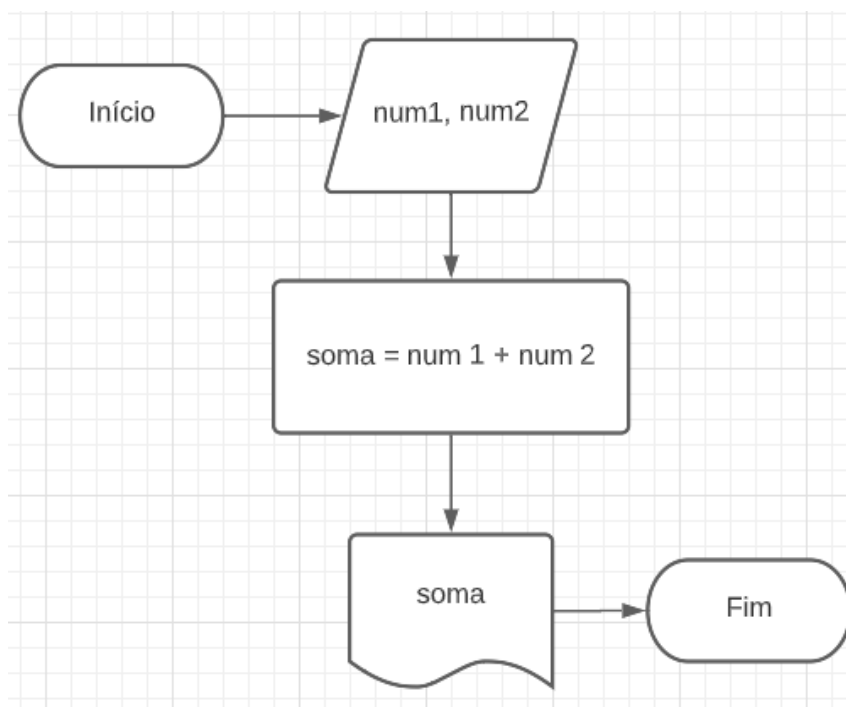 Início
num1, num2
soma = num 1 + num 2
soma
Fim